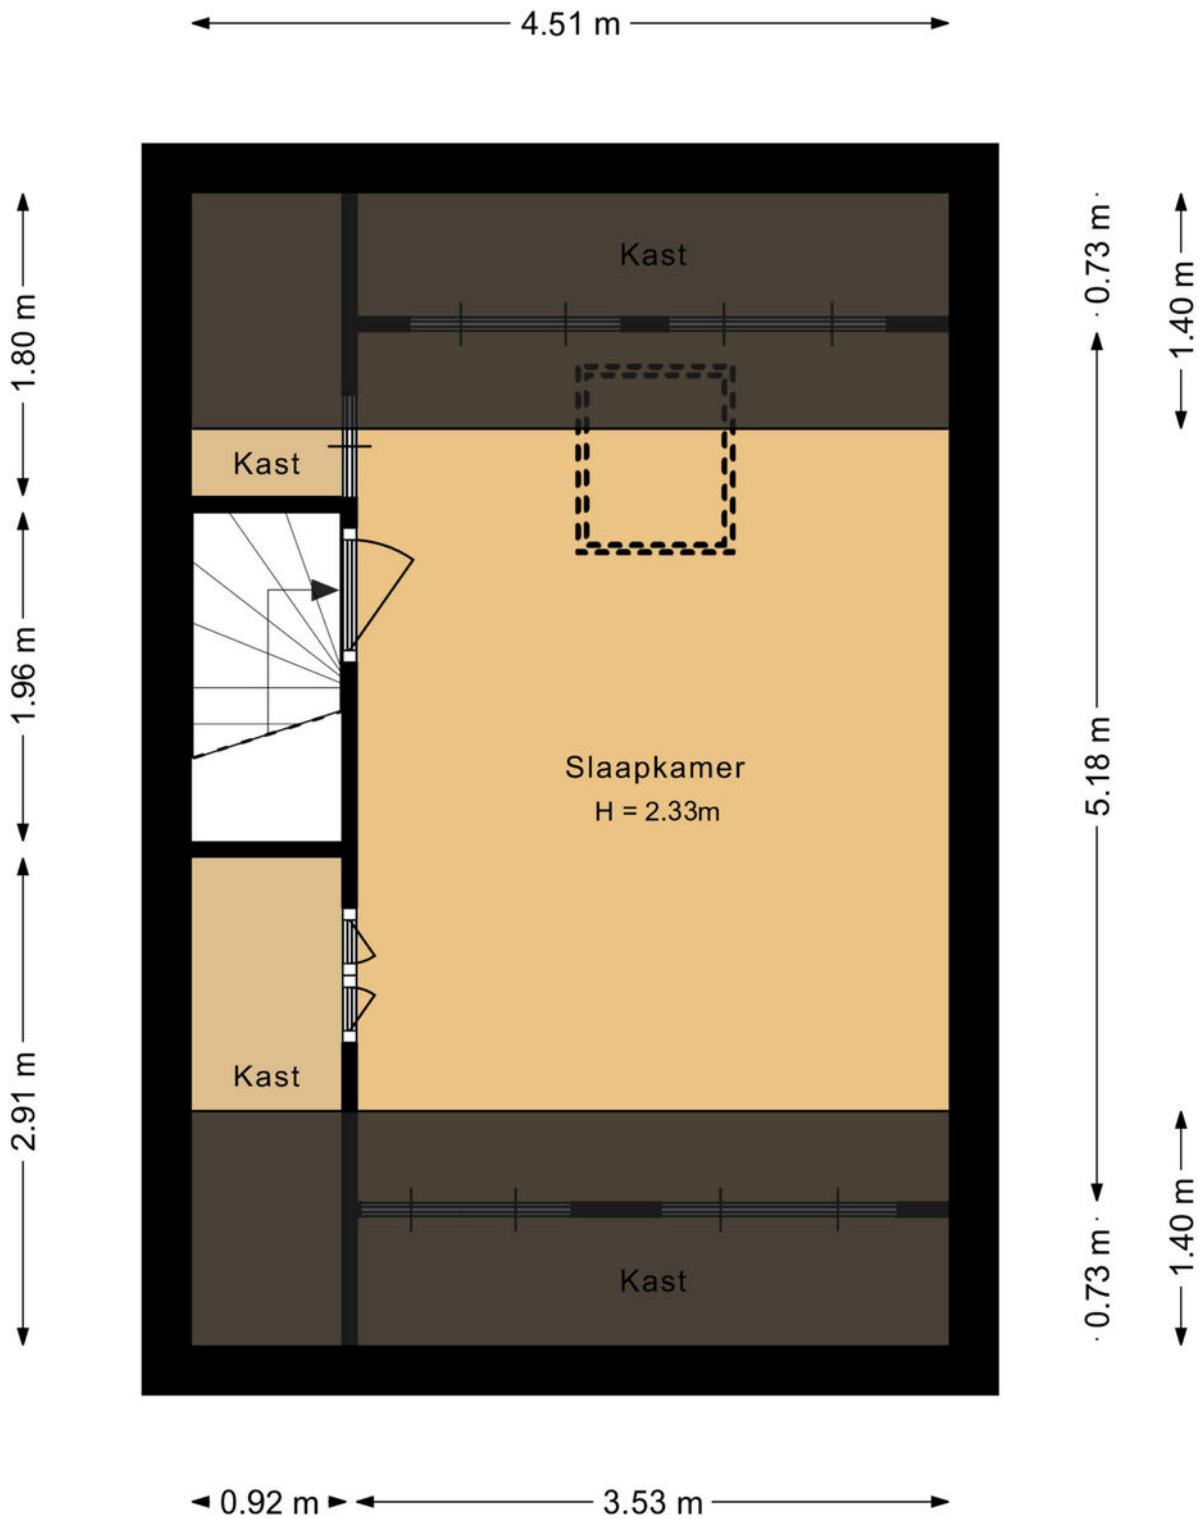 4.51 m
Kast
0.73 m
1.40 m
1.80 m
Kast
1.96 m
Slaapkamer
H = 2.33m
5.18 m
2.91 m
Kast
Kast
0.73 m
1.40 m
0.92 m
3.53 m